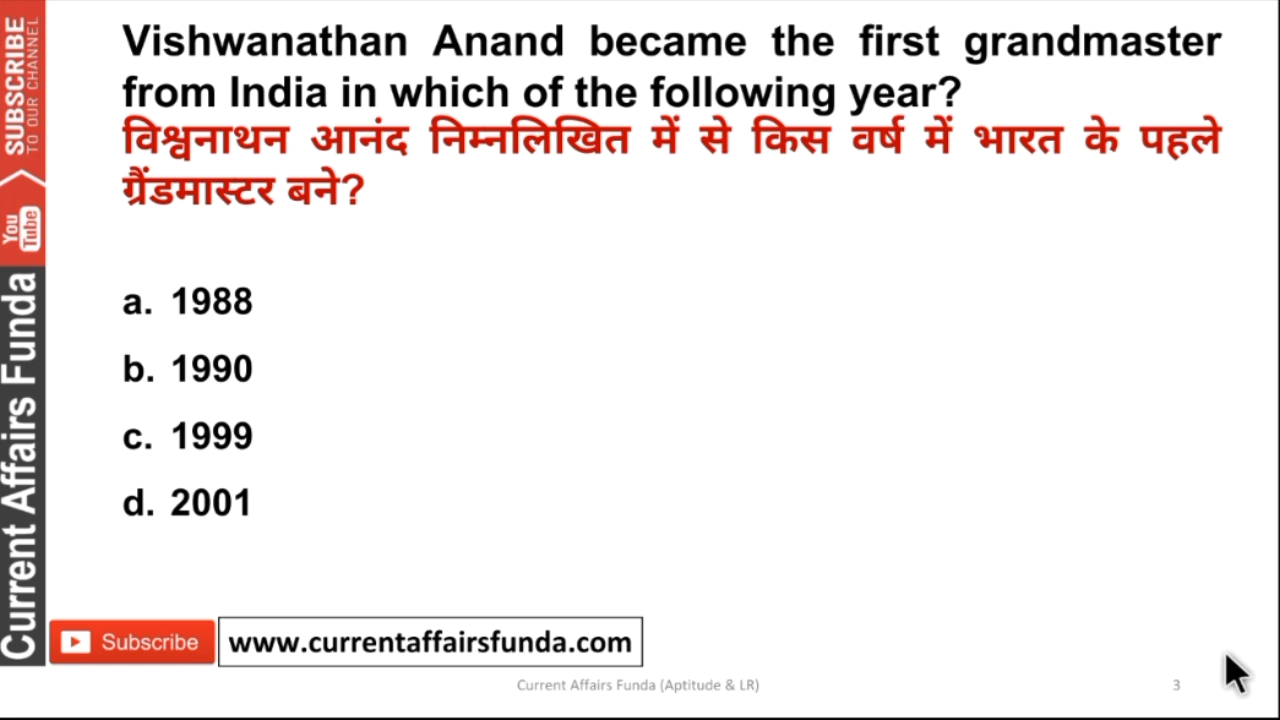 Vishwanathan Anand became the first grandmaster
from India in which of the following year?
विश्वनाथन आनंद निम्नलिखित में से किस वर्ष में भारत के पहले
ग्रैंडमास्टर बने?
a. 1988
b. 1990
c. 1999
d. 2001
SUBSCRIBE
TO OUR CHANNEL
You
Tube
Current Affairs Funda
Subscribe
www.currentaffairsfunda.com
Current Affairs Funda (Aptitude & LR)
3